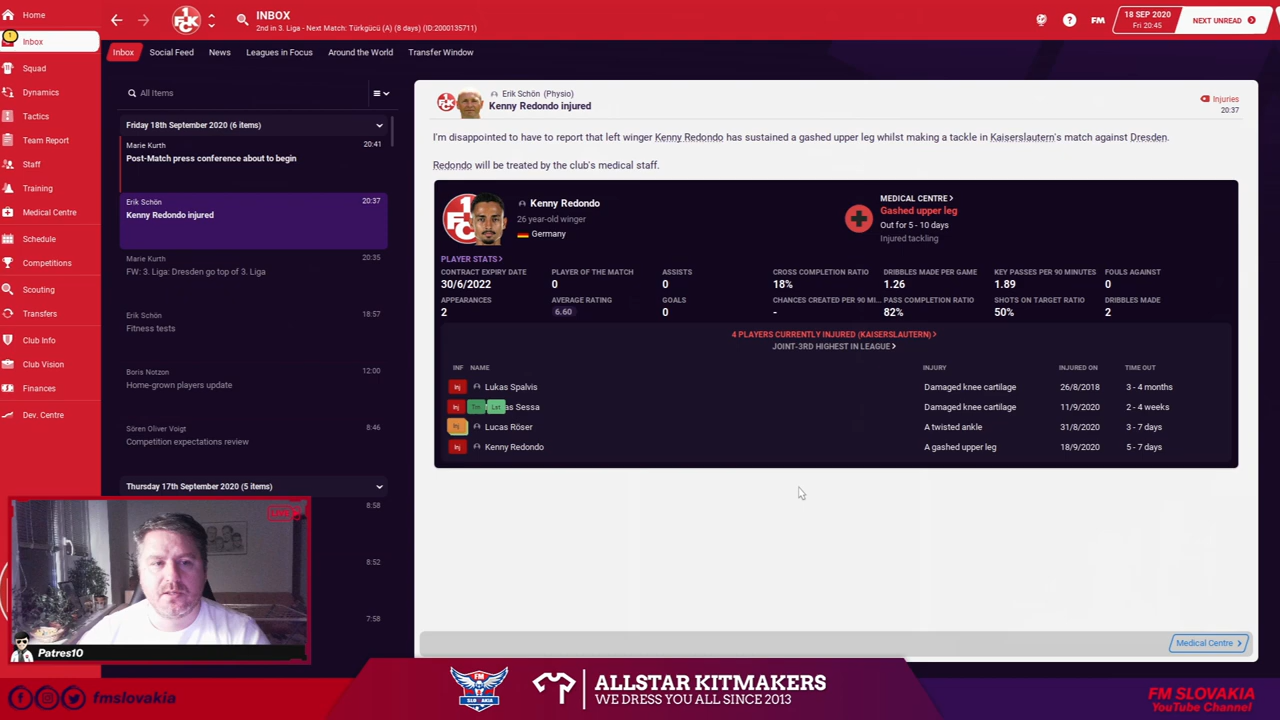 Home
Inbox
1
Squad
Dynamics
Tactics
Team Report
Staff
Training
Medical Centre
Schedule
Competitions
Scouting
Transfers
Club Info
Club Vision
Finances
Dev. Centre
INBOX
2nd in 3. Liga - Next Match: Türkgücü (A) (8 days) (ID:2000135711)
FM
18 SEP 2020
Fri 20:45
NEXT UNREAD
Inbox
Social Feed
News
Leagues in Focus
Around the World
Transfer Window
All Items
Friday 18th September 2020 (6 items)
Marie Kurth
20:41
Post-Match press conference about to begin
Erik Schön
20:37
Kenny Redondo injured
Marie Kurth
20:35
FW: 3. Liga: Dresden go top of 3. Liga
Erik Schön
18:57
Fitness tests
Boris Notzon
12:00
Home-grown players update
Sören Oliver Voigt
8:46
Competition expectations review
Thursday 17th September 2020 (5 items)
8:58
8:52
7:58
Erik Schön (Physio)
Kenny Redondo injured
Injuries
20:37
I'm disappointed to have to report that left winger Kenny Redondo has sustained a gashed upper leg whilst making a tackle in Kaiserslautern's match against Dresden.
Redondo will be treated by the club's medical staff.
Kenny Redondo
26 year-old winger
Germany
MEDICAL CENTRE
Gashed upper leg
Out for 5 - 10 days
Injured tackling
PLAYER STATS
CONTRACT EXPIRY DATE
30/6/2022
PLAYER OF THE MATCH
0
ASSISTS
0
CROSS COMPLETION RATIO
18%
DRIBBLES MADE PER GAME
1.26
KEY PASSES PER 90 MINUTES
1.89
FOULS AGAINST
0
APPEARANCES
2
AVERAGE RATING
6.60
GOALS
0
CHANCES CREATED PER 90 MI...
-
PASS COMPLETION RATIO
82%
SHOTS ON TARGET RATIO
50%
DRIBBLES MADE
2
4 PLAYERS CURRENTLY INJURED (KAISERSLAUTERN)
JOINT-3RD HIGHEST IN LEAGUE
INF NAME INJURY INJURED ON TIME OUT
Inj Lukas Spalvis Damaged knee cartilage 26/8/2018 3 - 4 months
Inj Trn Lst as Sessa Damaged knee cartilage 11/9/2020 2 - 4 weeks
Inj Lucas Röser A twisted ankle 31/8/2020 3 - 7 days
Inj Kenny Redondo A gashed upper leg 18/9/2020 5 - 7 days
Medical Centre
Patres10
fmslovakia
FM
ALLSTAR KITMAKERS
WE DRESS YOU ALL SINCE 2013
FM SLOVAKIA
YouTube Channel